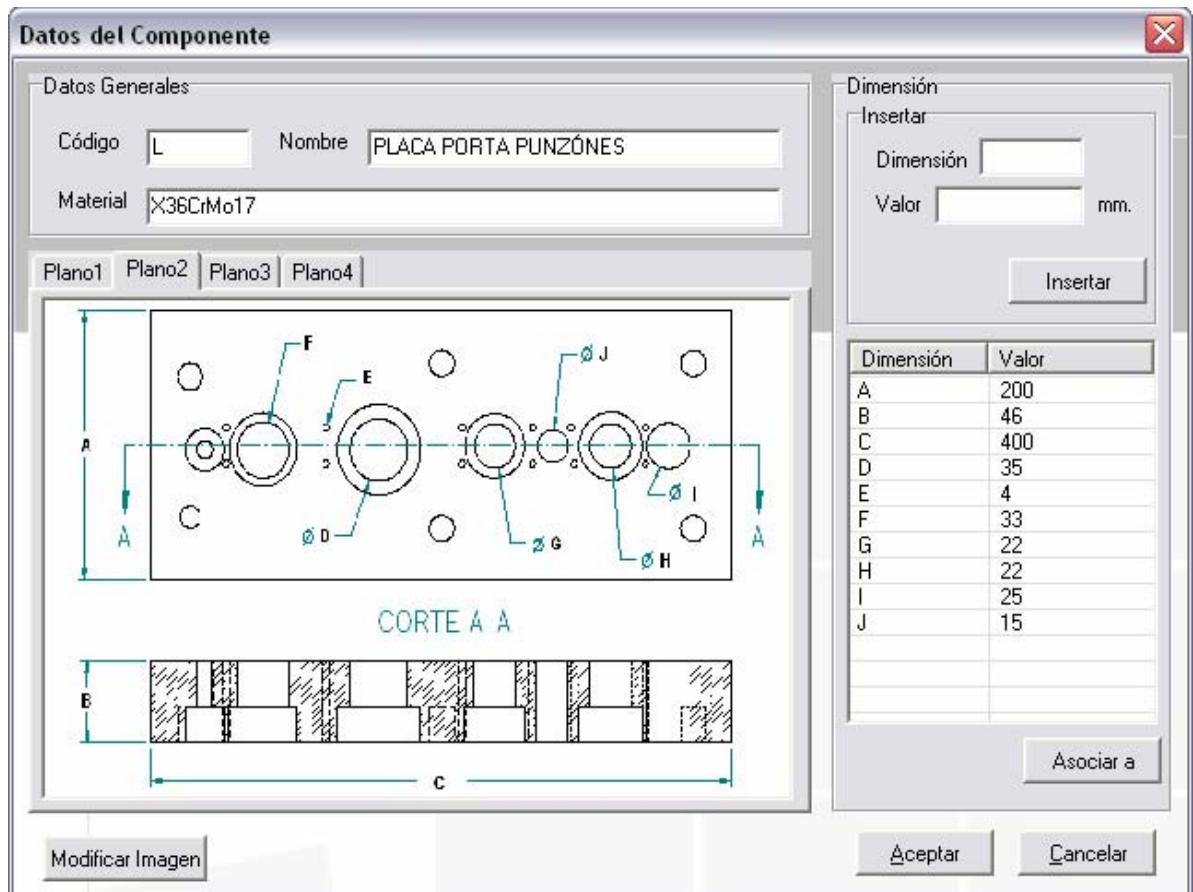 Datos del Componente
Datos Generales
Código L Nombre PLACA PORTA PUNZÓNES
Material X36CrMo17
Plano1 Plano2 Plano3 Plano4
F
Ø J
E
A
Ø I
A A
Ø D
Ø G
Ø H
CORTE A A
B
C
Modificar Imagen
Dimensión
Insertar
Dimensión
Valor mm.
Insertar
Dimensión Valor
A 200
B 46
C 400
D 35
E 4
F 33
G 22
H 22
I 25
J 15
Asociar a
Aceptar Cancelar